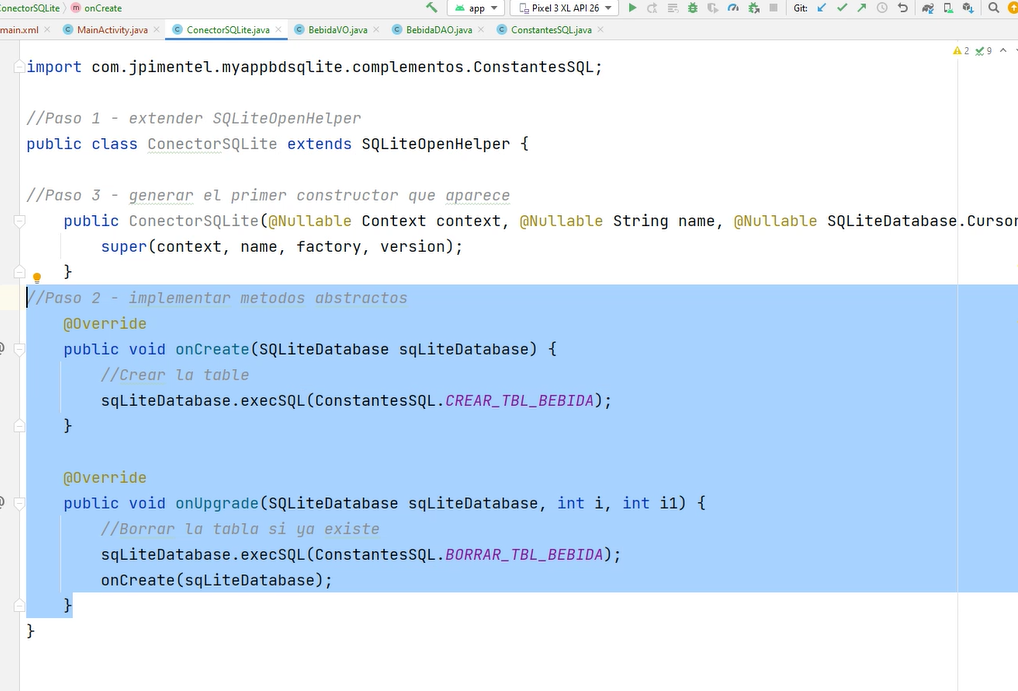 ConectorSQLite onCreate app Pixel 3 XL API 26 Git:
main.xml MainActivity.java ConectorSQLite.java BebidaVO.java BebidaDAO.java ConstantesSQL.java
2 9
import com.jpimentel.myappbdsqlite.complementos.ConstantesSQL;
//Paso 1 - extender SQLiteOpenHelper
public class ConectorSQLite extends SQLiteOpenHelper {
//Paso 3 - generar el primer constructor que aparece
public ConectorSQLite(@Nullable Context context, @Nullable String name, @Nullable SQLiteDatabase.Cursor
super(context, name, factory, version);
}
//Paso 2 - implementar metodos abstractos
@Override
public void onCreate(SQLiteDatabase sqLiteDatabase) {
//Crear la table
sqLiteDatabase.execSQL(ConstantesSQL.CREAR_TBL_BEBIDA);
}
@Override
public void onUpgrade(SQLiteDatabase sqLiteDatabase, int i, int i1) {
//Borrar la tabla si ya existe
sqLiteDatabase.execSQL(ConstantesSQL.BORRAR_TBL_BEBIDA);
onCreate(sqLiteDatabase);
}
}